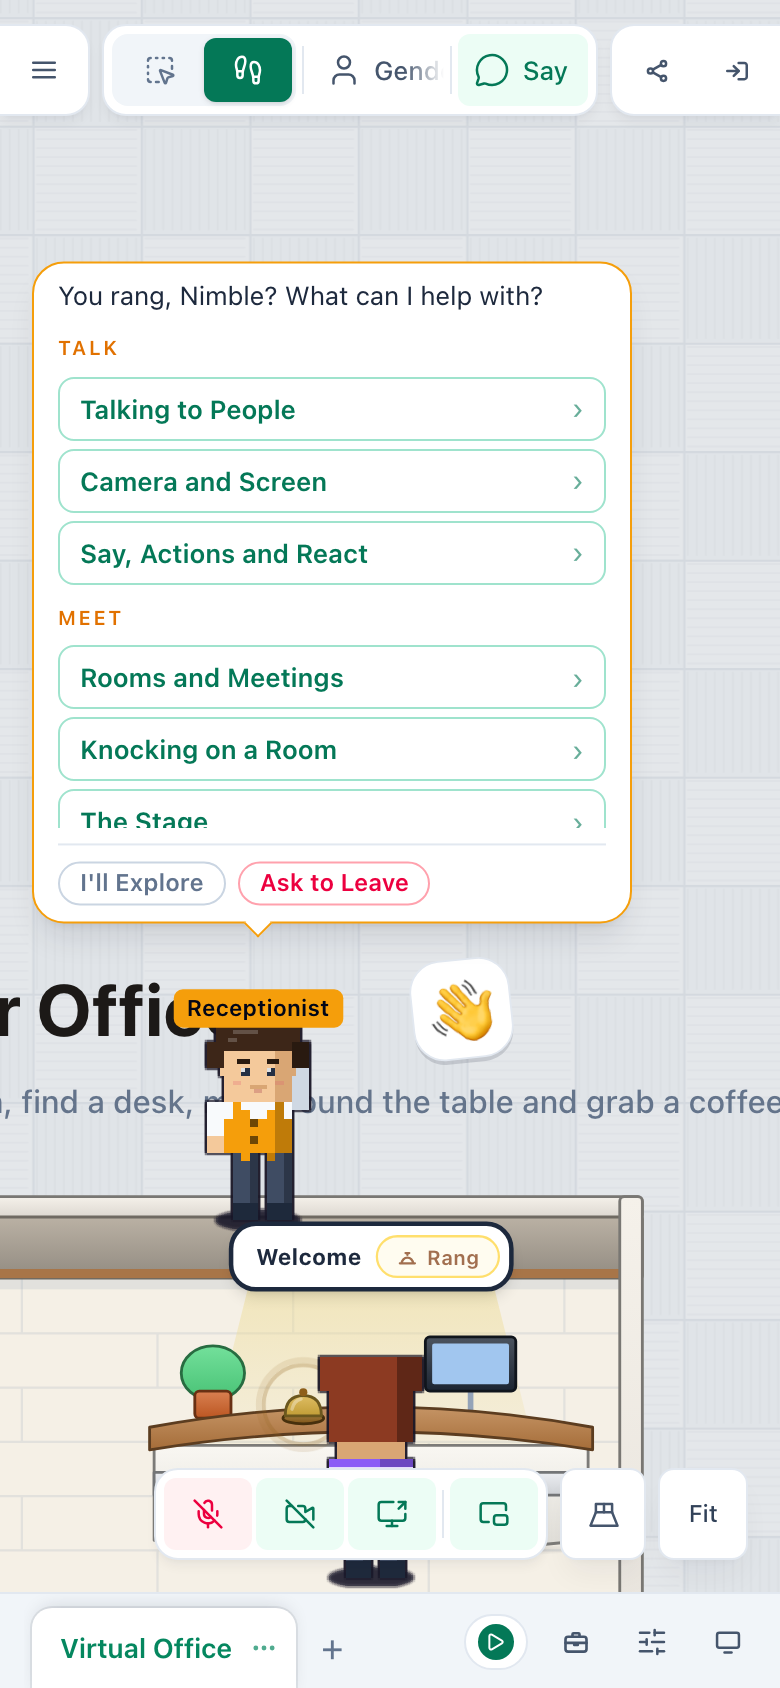 Gend
Say
You rang, Nimble? What can I help with?
TALK
Talking to People
Camera and Screen
Say, Actions and React
MEET
Rooms and Meetings
Knocking on a Room
The Stage
I'll Explore
Ask to Leave
r Offic
Receptionist
, find a desk,
ound the table and grab a coffee
Welcome
Rang
Fit
Virtual Office